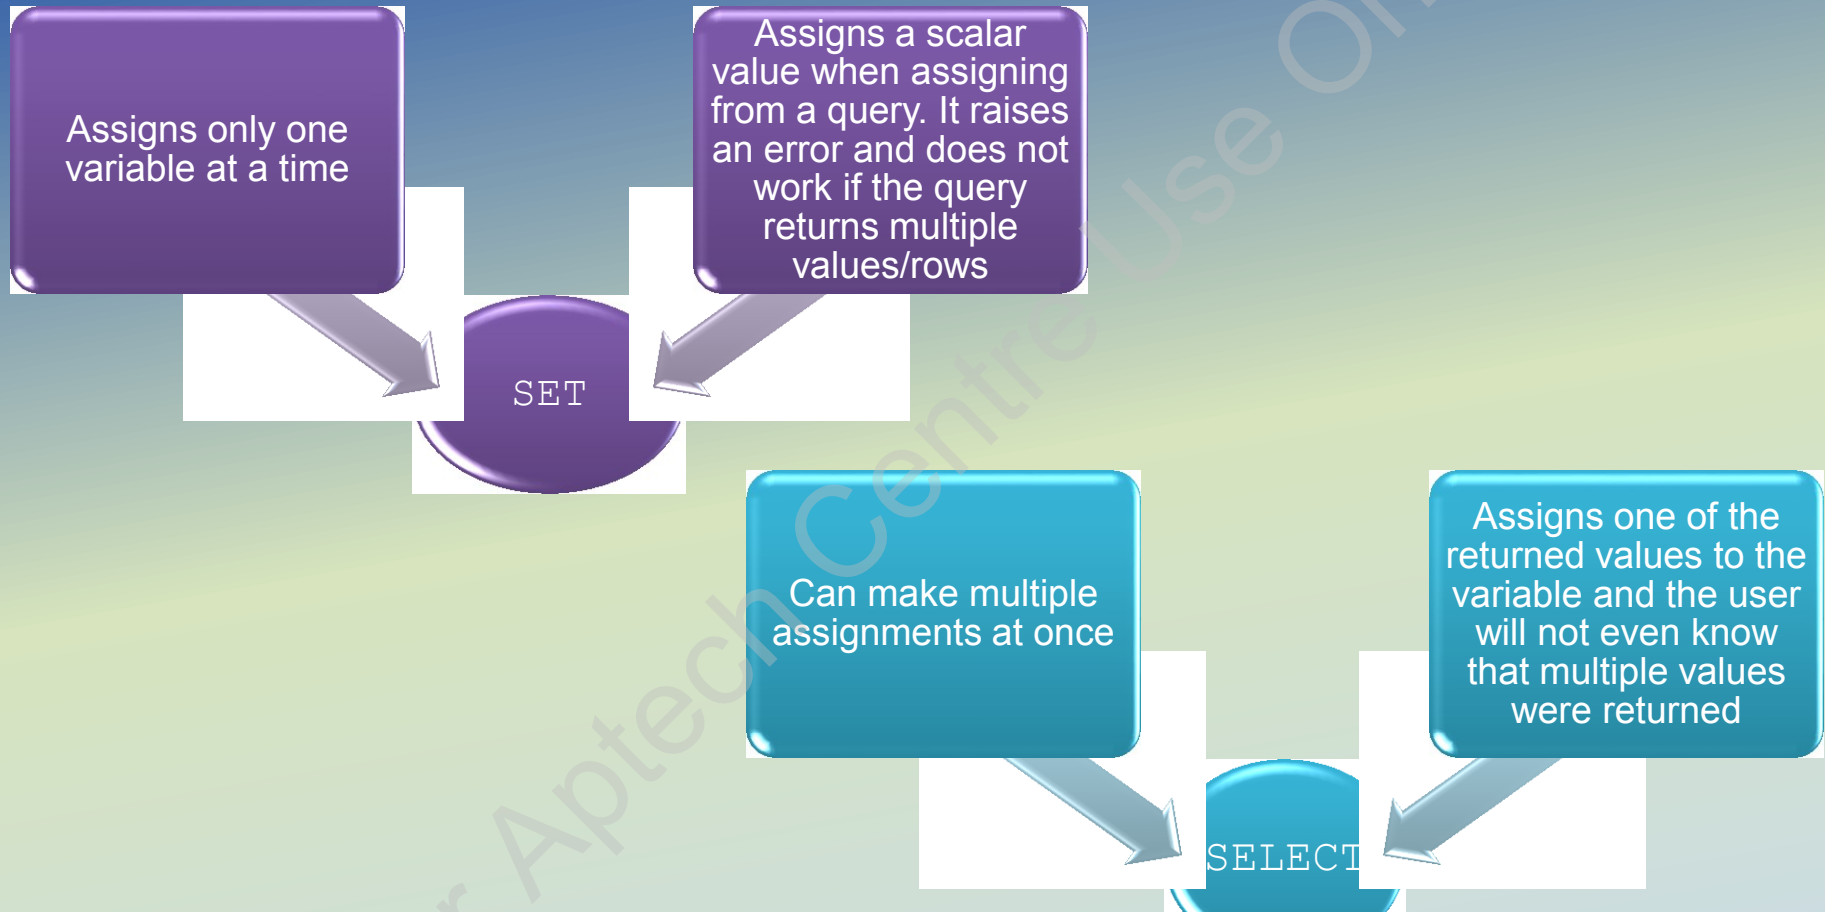 Assigns only one
variable at a time
Assigns a scalar
value when assigning
from a query. It raises
an error and does not
work if the query
returns multiple
values/rows
SET
Can make multiple
assignments at once
Assigns one of the
returned values to the
variable and the user
will not even know
that multiple values
were returned
SELECT
Aptech Centre Use